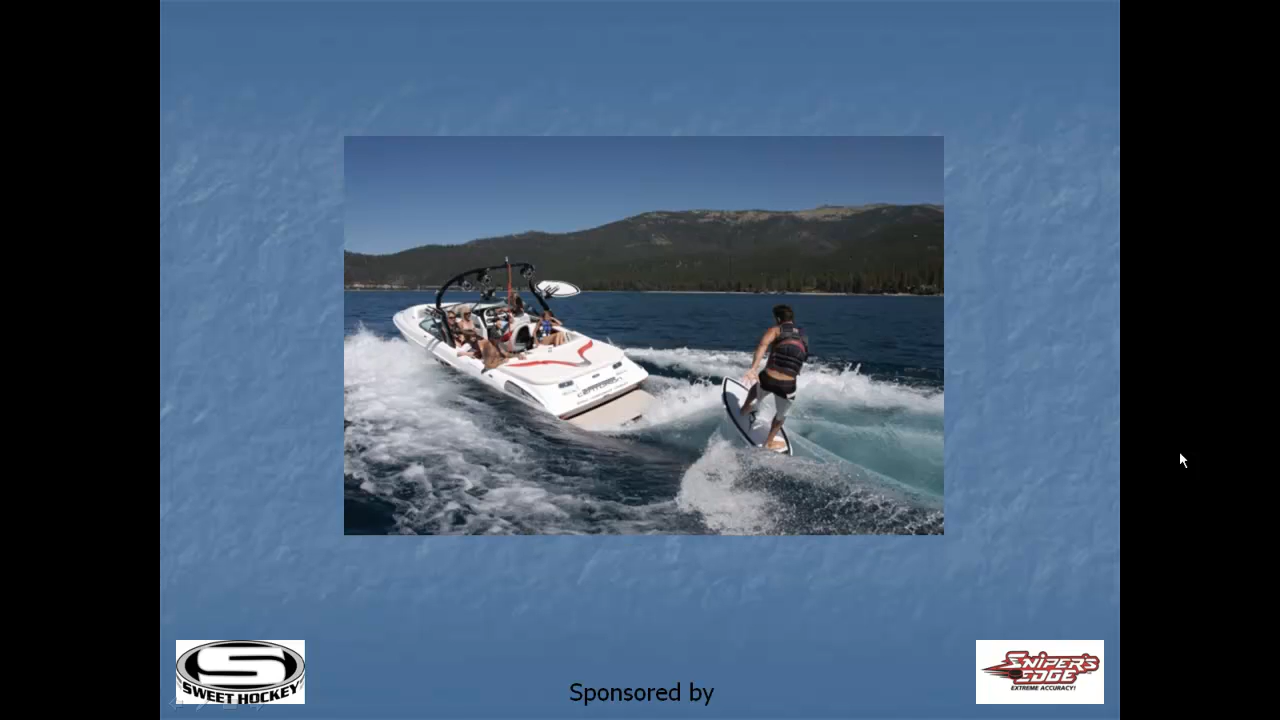 SWEET HOCKEY
Sponsored by
SNIPER'S
EDGE
EXTREME ACCURACY!